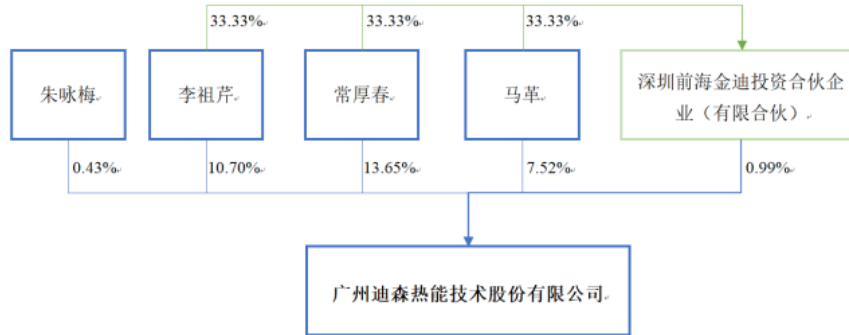 33.33%
33.33%
33.33%
朱咏梅
李祖芹
常厚春
马革
深圳前海金迪投资合伙企
业（有限合伙）
0.43%
10.70%
13.65%
7.52%
0.99%
广州迪森热能技术股份有限公司